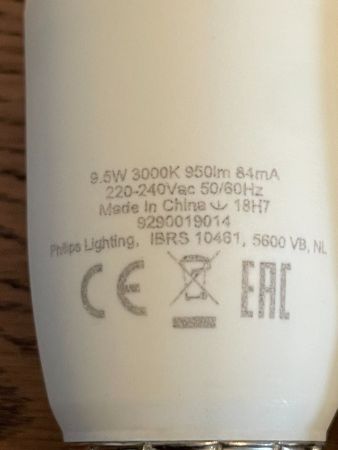 9.5W 3000K 950lm 84mA
220-240Vac 50/60Hz
Made in China 18H7
9290019014
Philips Lighting, IBRS 10461, 5600 VB, NL
CE EAC